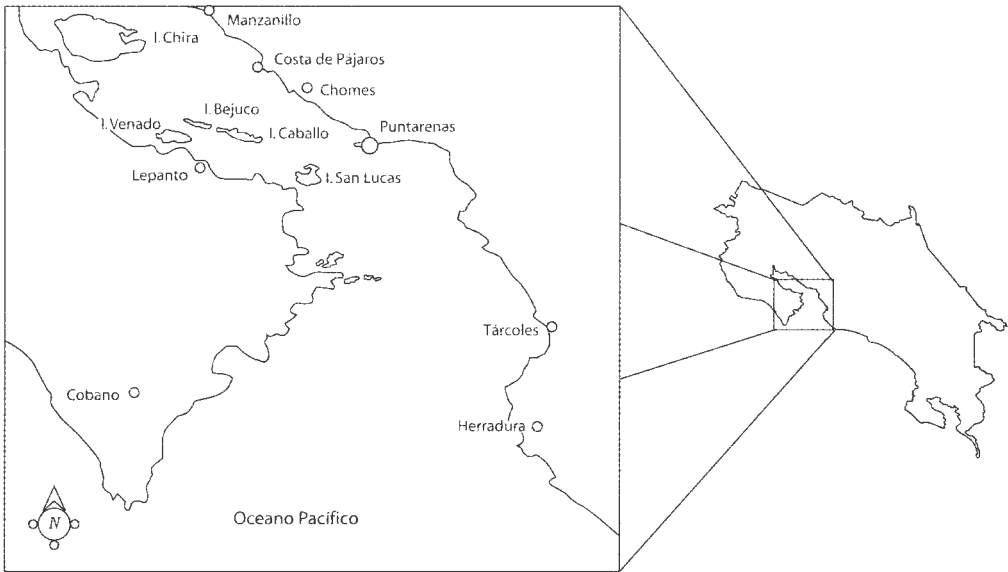 Manzanillo
I. Chira
Costa de Pájaros
Chomes
I. Bejuco
I. Venado
I. Caballo
Puntarenas
Lepanto
I. San Lucas
Tárcoles
Cobano
Herradura
N
Oceano Pacífico